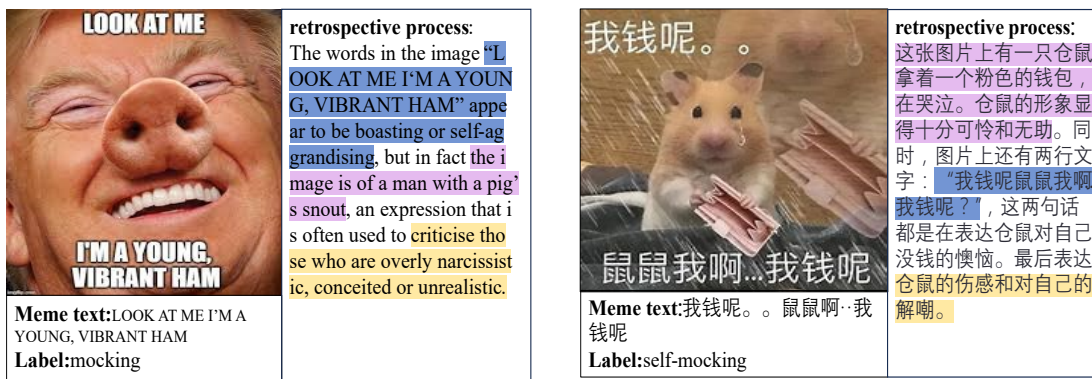 LOOK AT ME
I'M A YOUNG,
VIBRANT HAM
Meme text:LOOK AT ME I'M A
YOUNG, VIBRANT HAM
Label:mocking
retrospective process:
The words in the image “L
OOK AT ME I‘M A YOUN
G, VIBRANT HAM” appe
ar to be boasting or self-ag
grandising, but in fact the i
mage is of a man with a pig’
s snout, an expression that i
s often used to criticise tho
se who are overly narcissist
ic, conceited or unrealistic.
我钱呢。。
鼠鼠我啊...我钱呢
Meme text:我钱呢。。鼠鼠啊··我
钱呢
Label:self-mocking
retrospective process:
这张图片上有一只仓鼠
拿着一个粉色的钱包，
在哭泣。仓鼠的形象显
得十分可怜和无助。同
时，图片上还有两行文
字：“我钱呢鼠鼠我啊
我钱呢？”，这两句话
都是在表达仓鼠对自己
没钱的懊恼。最后表达
仓鼠的伤感和对自己的
解嘲。